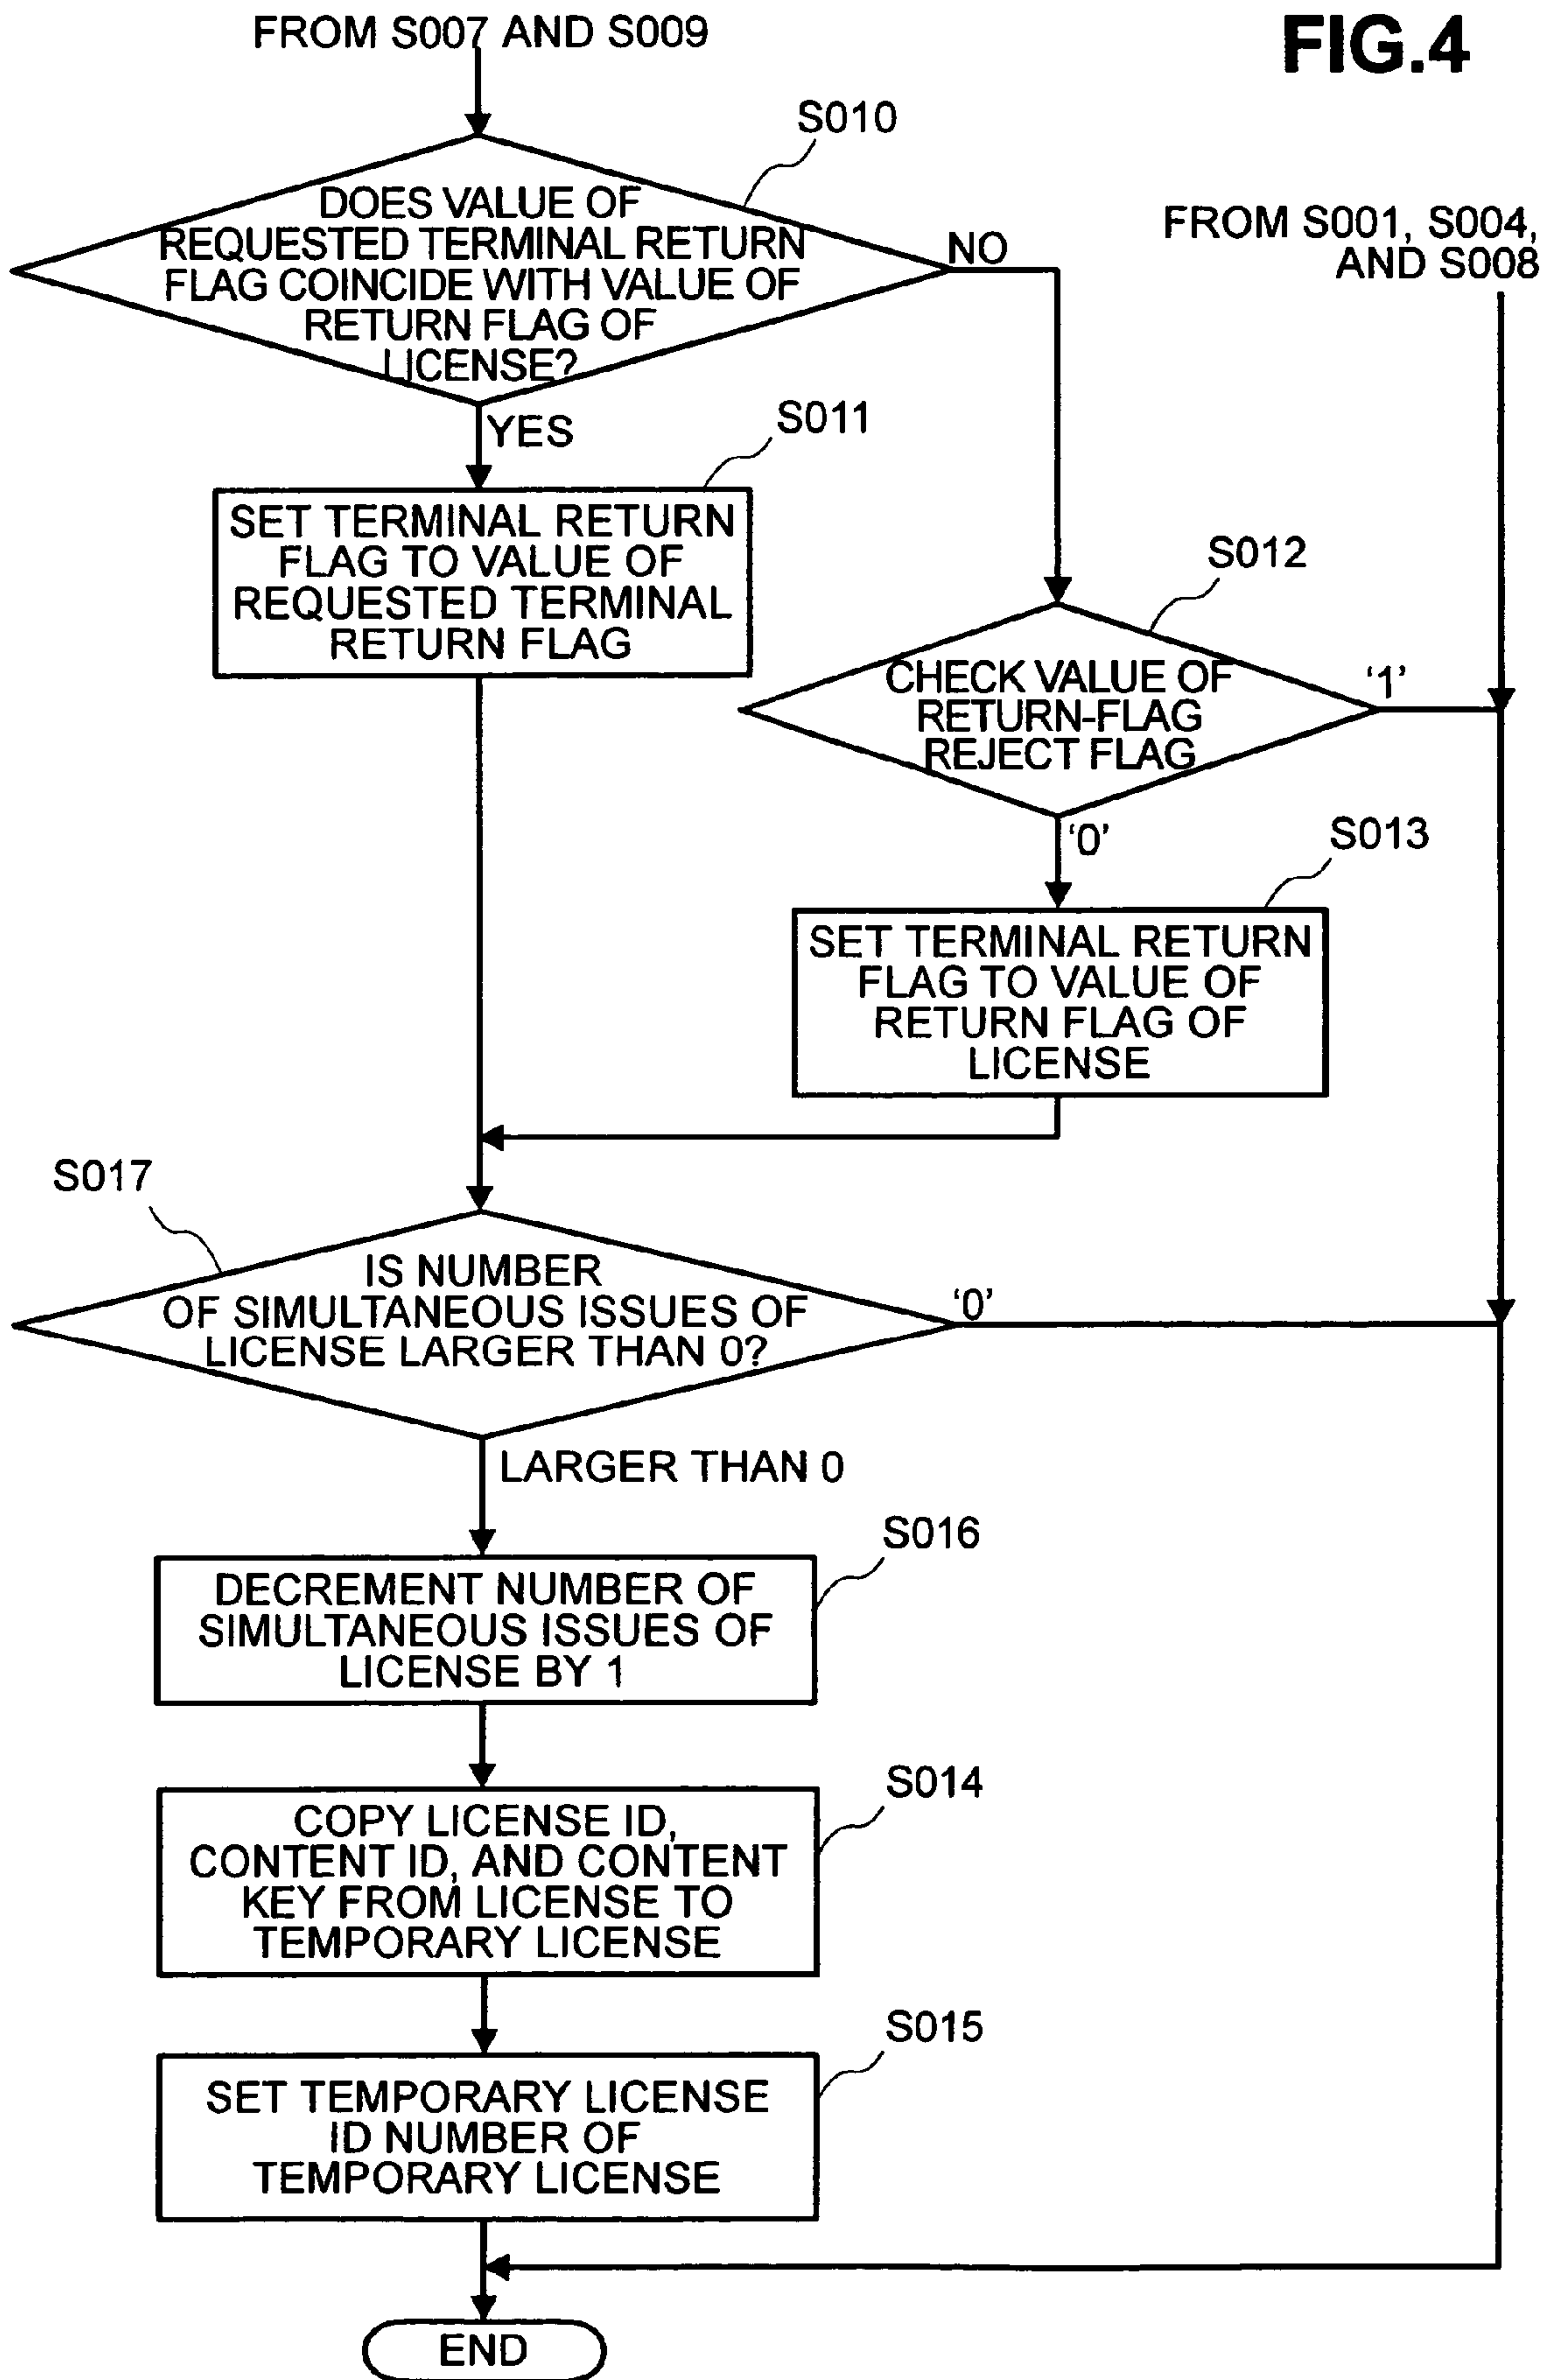 FROM S007 AND S009
FIG.4
S010
DOES VALUE OF
REQUESTED TERMINAL RETURN
FLAG COINCIDE WITH VALUE OF
RETURN FLAG OF
LICENSE?
NO
FROM S001, S004,
AND S008
YES
S011
SET TERMINAL RETURN
FLAG TO VALUE OF
REQUESTED TERMINAL
RETURN FLAG
S012
CHECK VALUE OF
RETURN-FLAG
REJECT FLAG
‘1’
‘0’
S013
SET TERMINAL RETURN
FLAG TO VALUE OF
RETURN FLAG OF
LICENSE
S017
IS NUMBER
OF SIMULTANEOUS ISSUES OF
LICENSE LARGER THAN 0?
‘0’
LARGER THAN 0
S016
DECREMENT NUMBER OF
SIMULTANEOUS ISSUES OF
LICENSE BY 1
S014
COPY LICENSE ID,
CONTENT ID, AND CONTENT
KEY FROM LICENSE TO
TEMPORARY LICENSE
S015
SET TEMPORARY LICENSE
ID NUMBER OF
TEMPORARY LICENSE
END